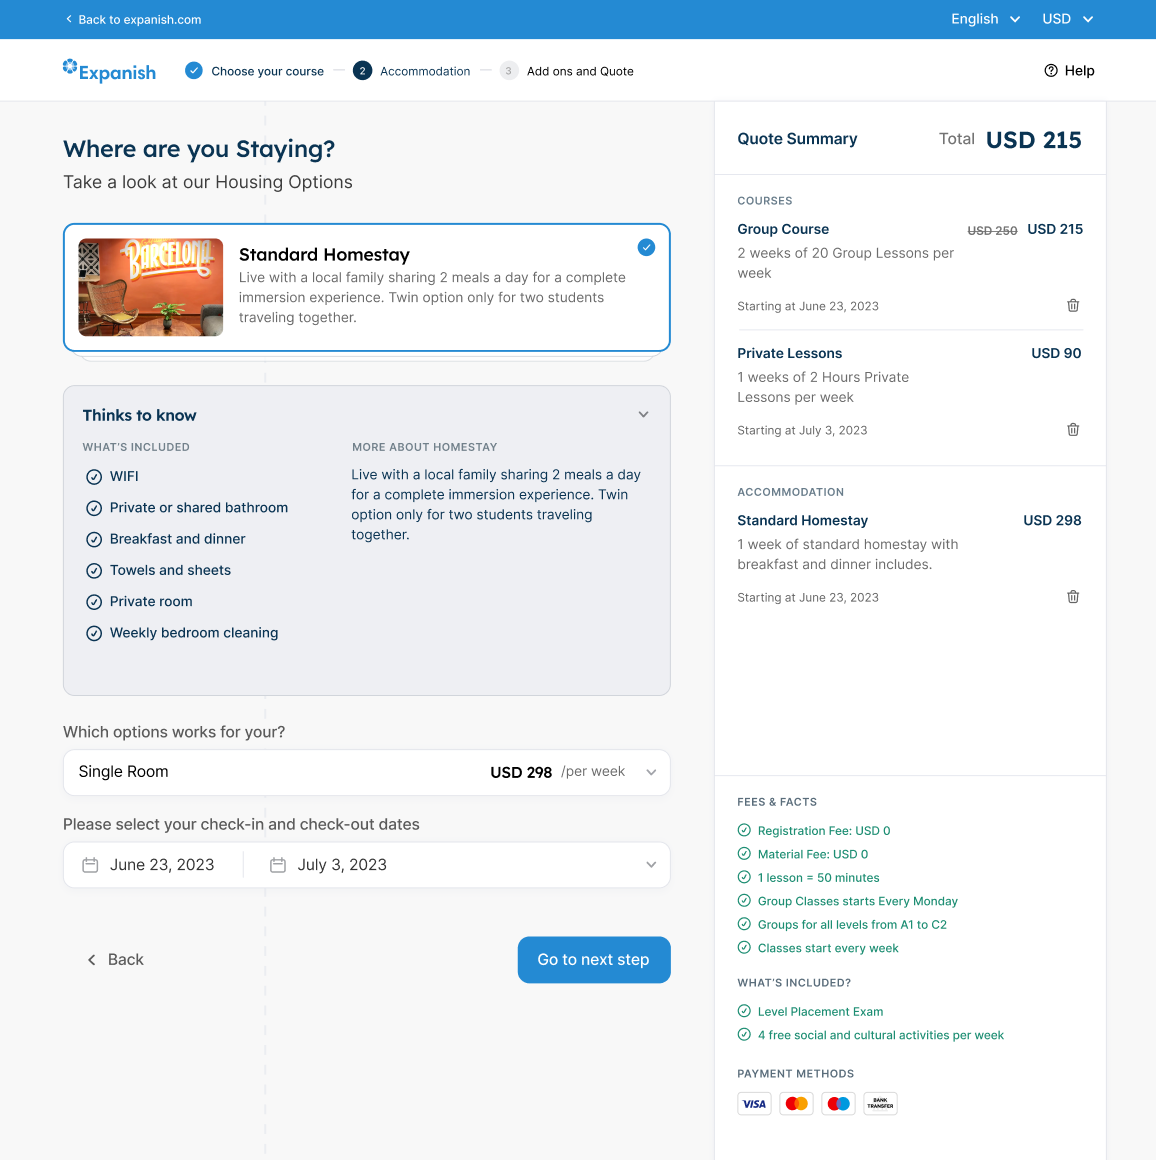 Back to expanish.com
English
USD
Expanish
Choose your course
2
Accommodation
3
Add ons and Quote
Help
Where are you Staying?
Take a look at our Housing Options
BARCELONA
Standard Homestay
Live with a local family sharing 2 meals a day for a complete
immersion experience. Twin option only for two students
traveling together.
Thinks to know
WHAT'S INCLUDED
WIFI
Private or shared bathroom
Breakfast and dinner
Towels and sheets
Private room
Weekly bedroom cleaning
MORE ABOUT HOMESTAY
Live with a local family sharing 2 meals a day
for a complete immersion experience. Twin
option only for two students traveling
together.
Which options works for your?
Single Room
USD 298 /per week
Please select your check-in and check-out dates
June 23, 2023
July 3, 2023
Back
Go to next step
Quote Summary
Total USD 215
COURSES
Group Course
USD 250 USD 215
2 weeks of 20 Group Lessons per
week
Starting at June 23, 2023
Private Lessons
USD 90
1 weeks of 2 Hours Private
Lessons per week
Starting at July 3, 2023
ACCOMMODATION
Standard Homestay
USD 298
1 week of standard homestay with
breakfast and dinner includes.
Starting at June 23, 2023
FEES & FACTS
Registration Fee: USD 0
Material Fee: USD 0
1 lesson = 50 minutes
Group Classes starts Every Monday
Groups for all levels from A1 to C2
Classes start every week
WHAT'S INCLUDED?
Level Placement Exam
4 free social and cultural activities per week
PAYMENT METHODS
VISA
BANK
TRANSFER